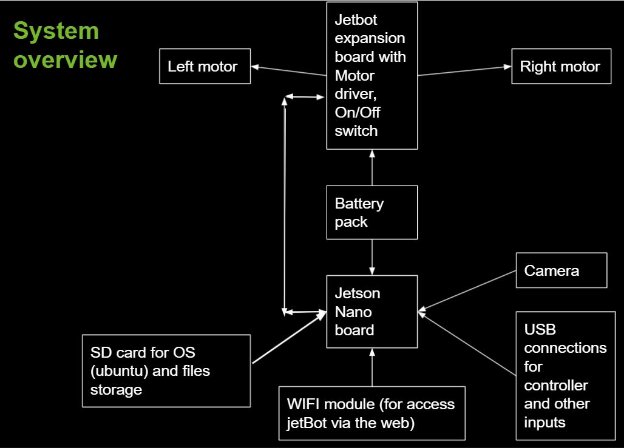 System
overview
Jetbot
expansion
board with
Motor
driver,
On/Off
switch
Left motor
Right motor
Battery
pack
Jetson
Nano
board
Camera
SD card for OS
(ubuntu) and files
storage
USB
connections
for
controller
and other
inputs
WIFI module (for access
jetBot via the web)